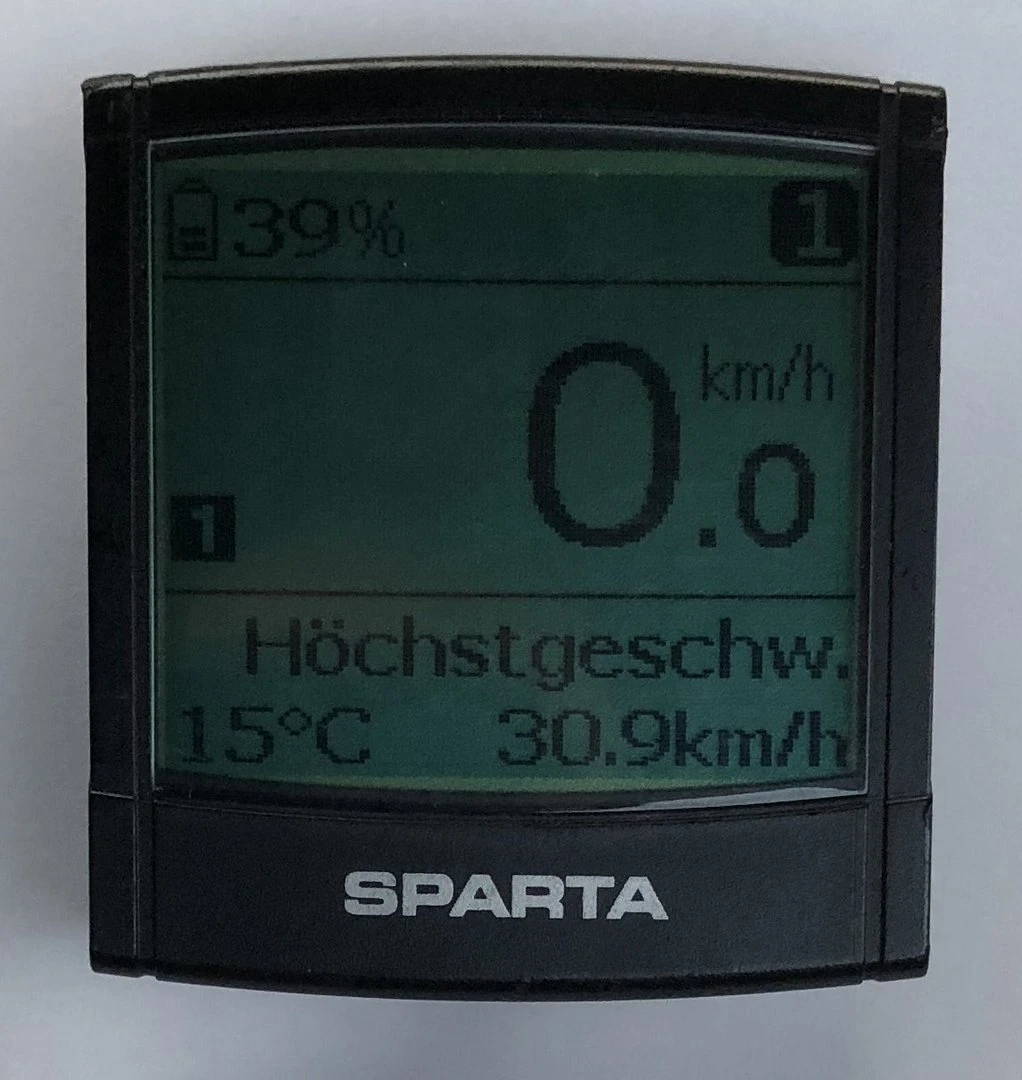 39% 1
km/h
0.0
1
Höchstgeschw.
15°C 30.9km/h
SPARTA